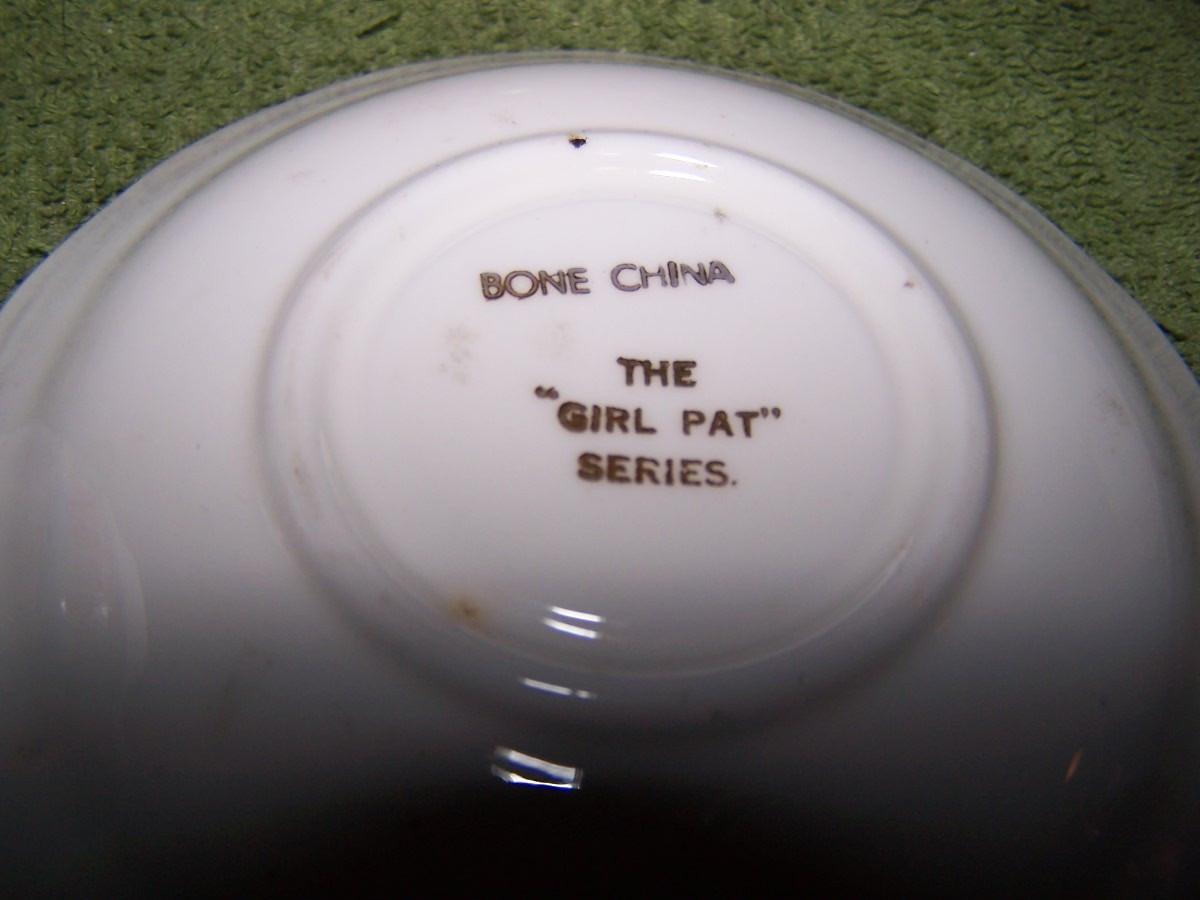 BONE CHINA
THE
“GIRL PAT”
SERIES.